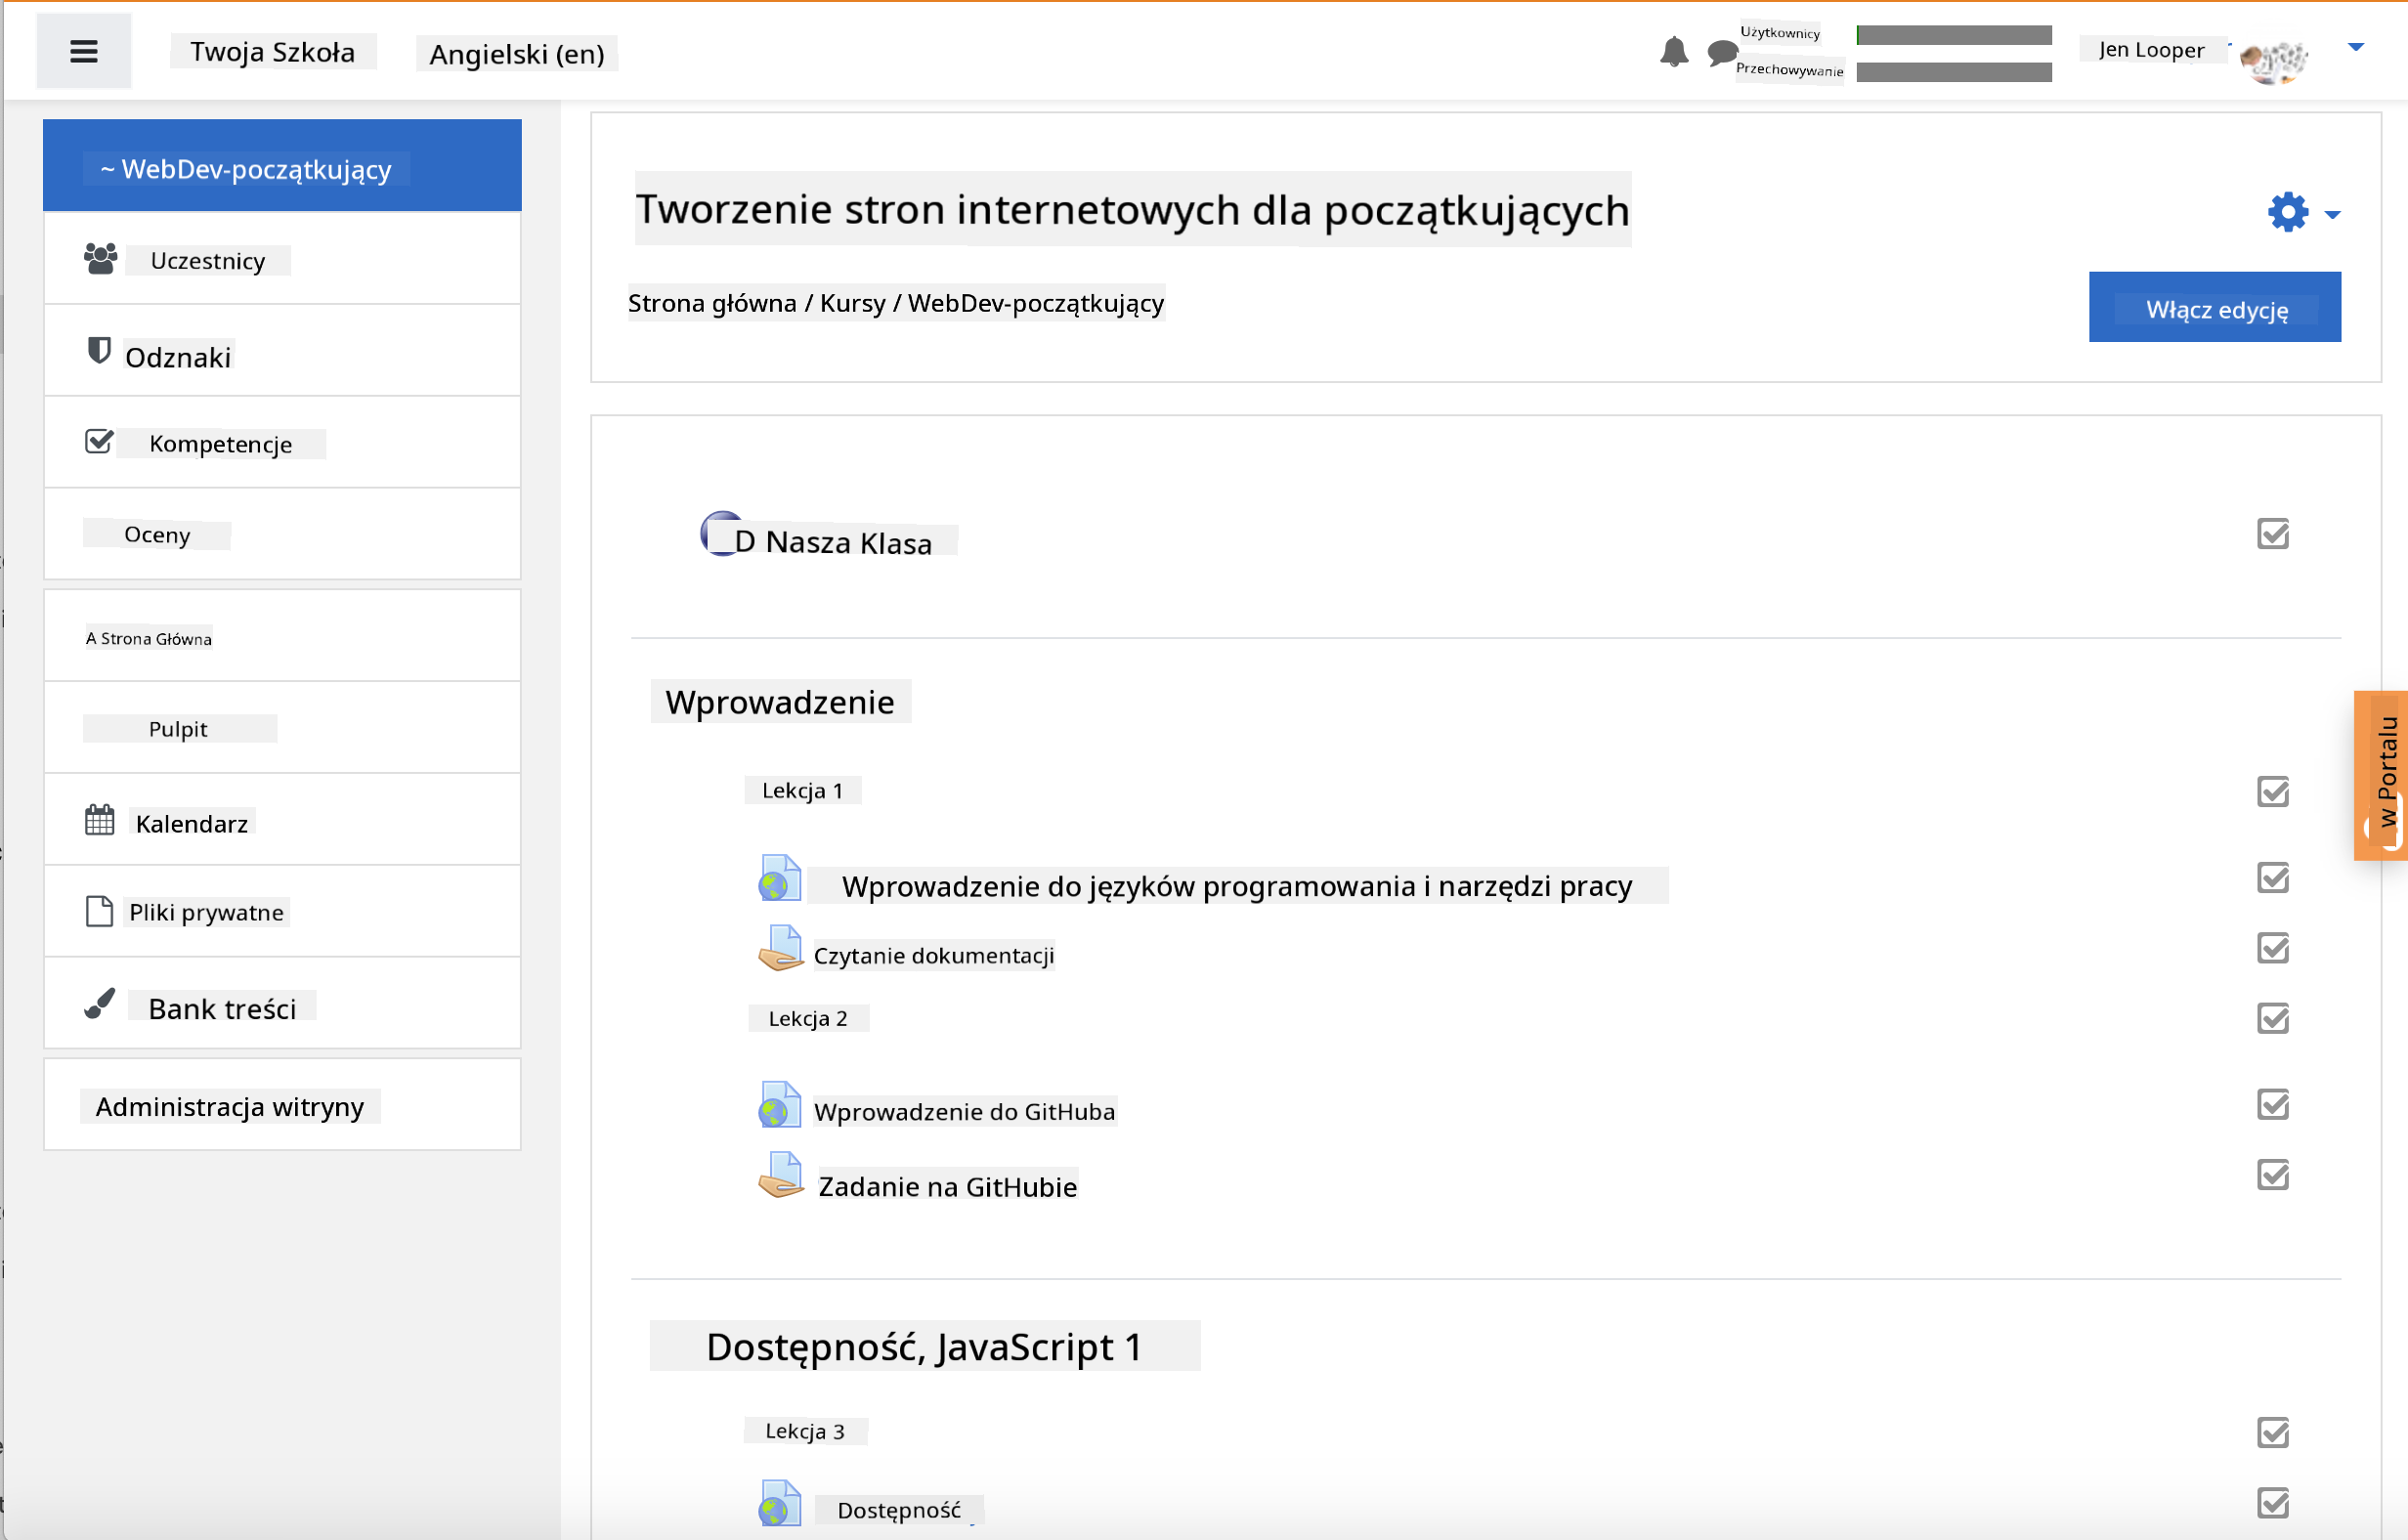 Twoja Szkoła
Angielski (en)
Użytkownicy
Przechowywanie
Jen Looper
~ WebDev-początkujący
Uczestnicy
Odznaki
Kompetencje
Oceny
A Strona Główna
Pulpit
Kalendarz
Pliki prywatne
Bank treści
Administracja witryny
Tworzenie stron internetowych dla początkujących
Strona główna / Kursy / WebDev-początkujący
Włącz edycję
D Nasza Klasa
Wprowadzenie
Lekcja 1
Wprowadzenie do języków programowania i narzędzi pracy
Czytanie dokumentacji
Lekcja 2
Wprowadzenie do GitHuba
Zadanie na GitHubie
Dostępność, JavaScript 1
Lekcja 3
Dostępność
w Portalu